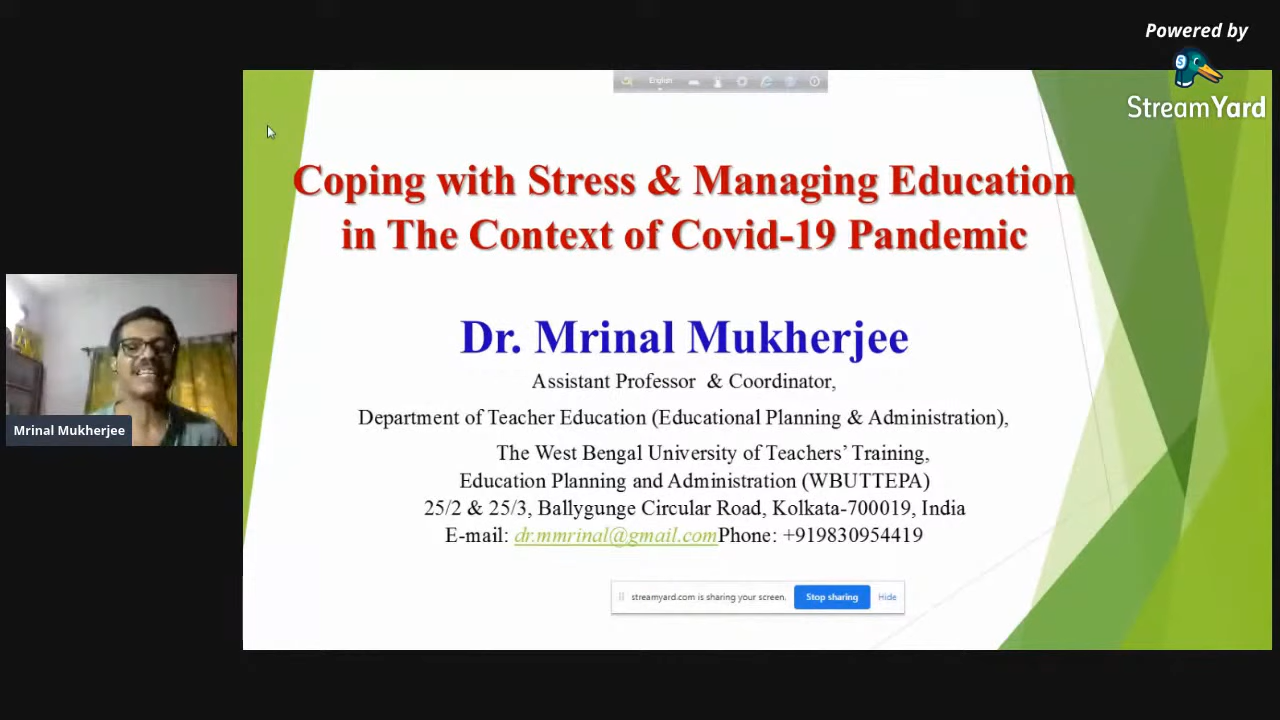 Powered by
StreamYard
English
Coping with Stress & Managing Education
in The Context of Covid-19 Pandemic
Dr. Mrinal Mukherjee
Assistant Professor & Coordinator,
Department of Teacher Education (Educational Planning & Administration),
The West Bengal University of Teachers’ Training,
Education Planning and Administration (WBUTTEPA)
25/2 & 25/3, Ballygunge Circular Road, Kolkata-700019, India
E-mail: dr.mmrinal@gmail.comPhone: +919830954419
Mrinal Mukherjee
streamyard.com is sharing your screen. Stop sharing Hide